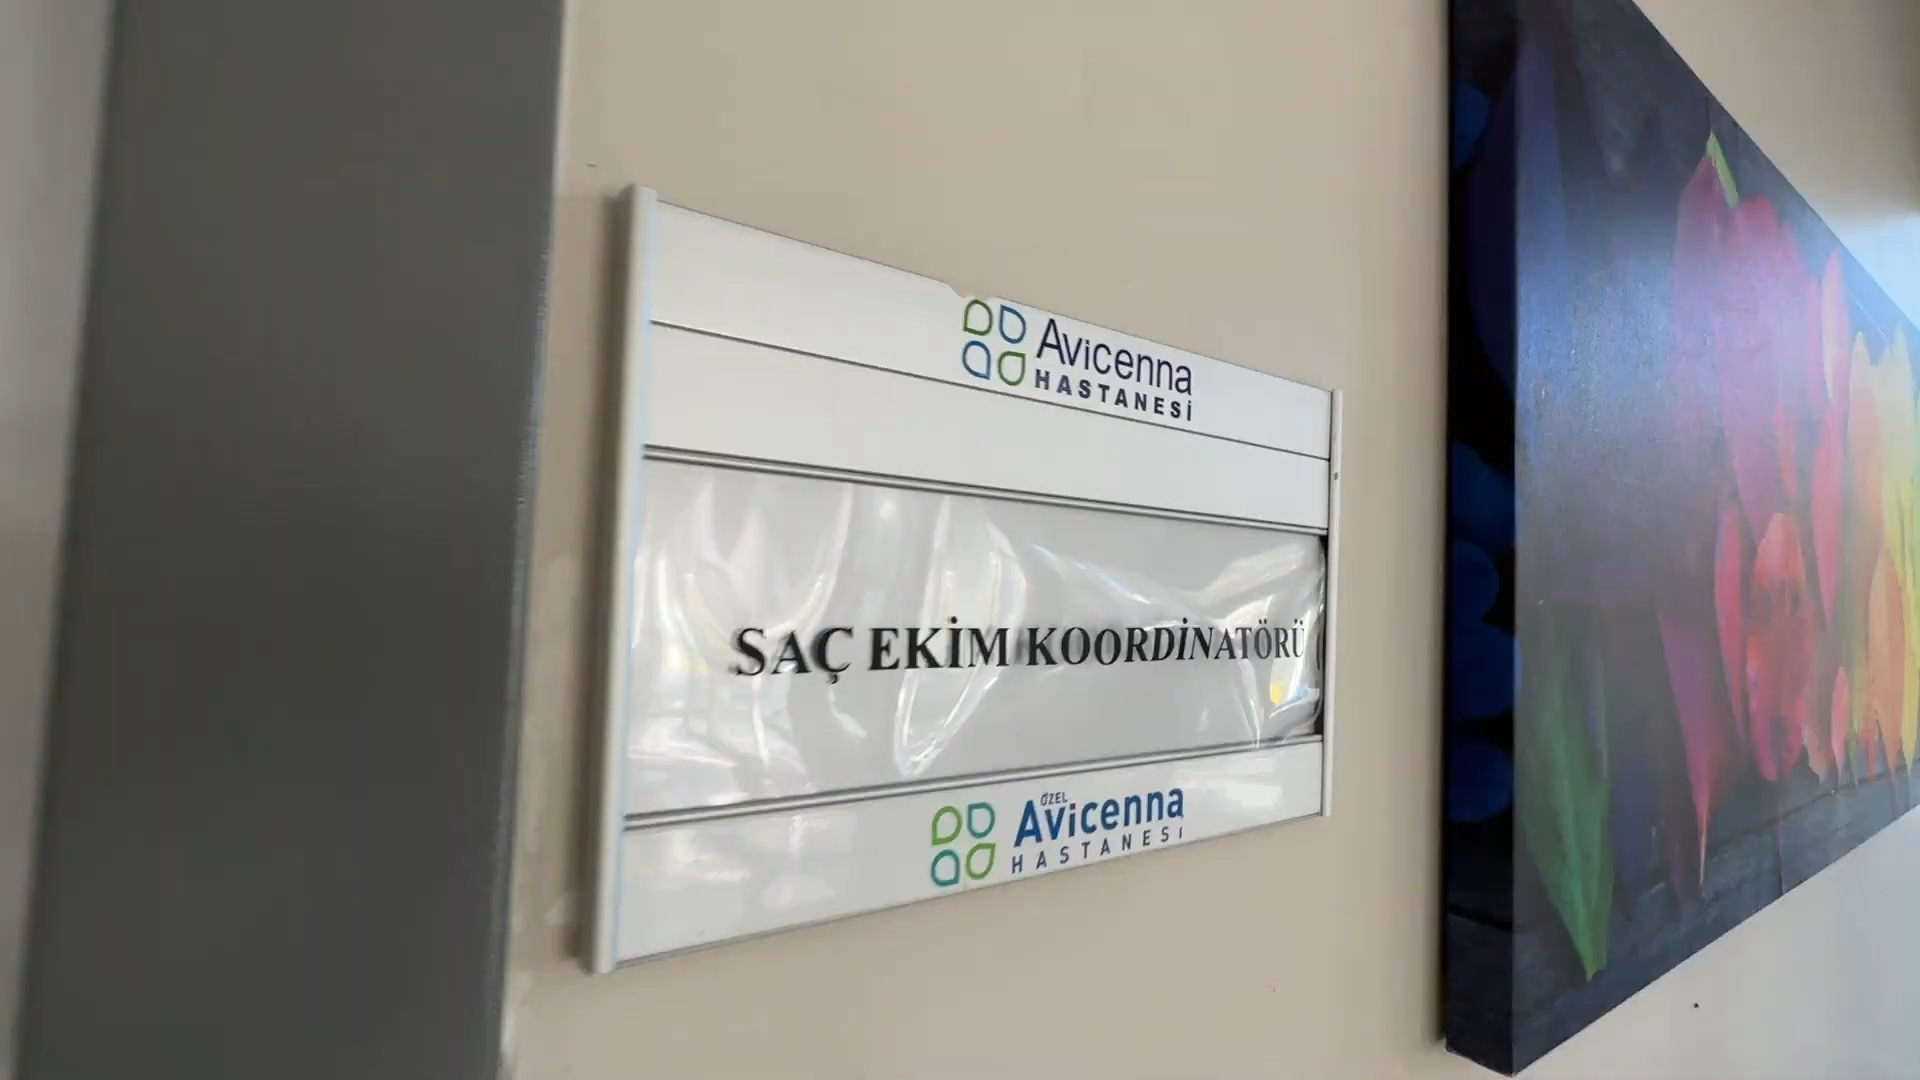 Avicenna
HASTANESİ
SAÇ EKİM KOORDİNATÖRÜ
ÖZEL
Avicenna
HASTANESİ